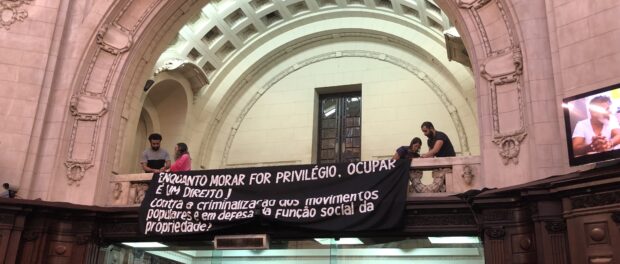 ENQUANTO MORAR FOR PRIVILÉGIO, OCUPAR
É UM DIREITO!
Contra a criminalização dos movimentos
populares e em defesa da função social da
propriedade!